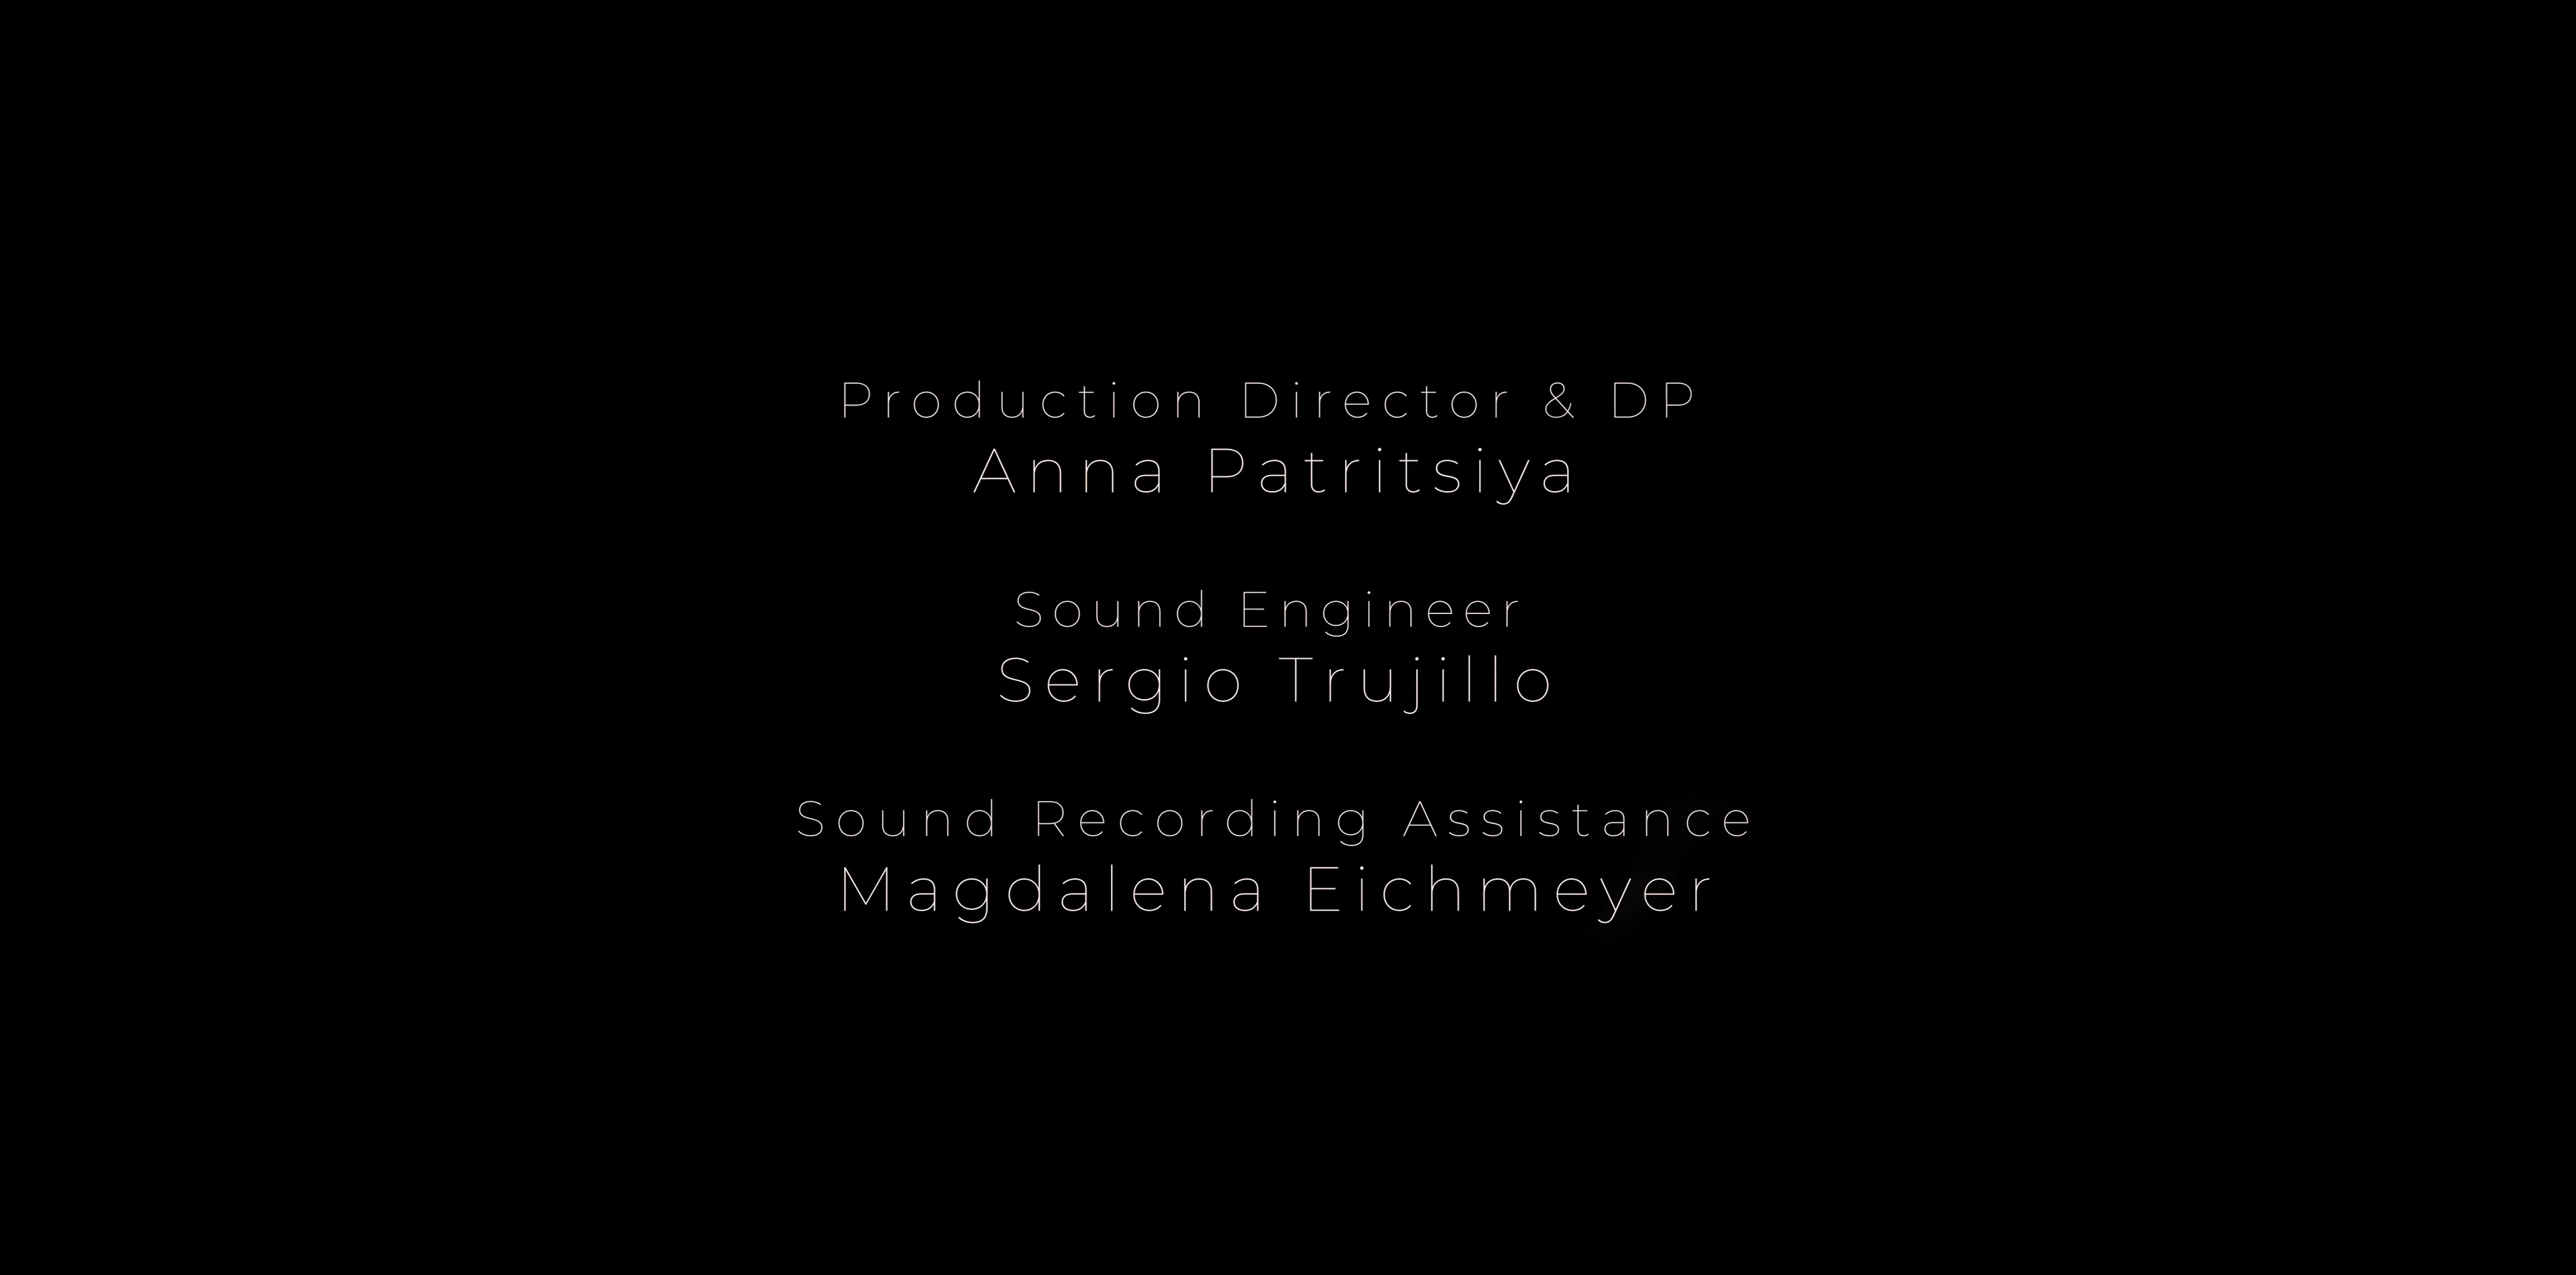 Production Director & DP
Anna Patritsiya
Sound Engineer
Sergio Trujillo
Sound Recording Assistance
Magdalena Eichmeyer